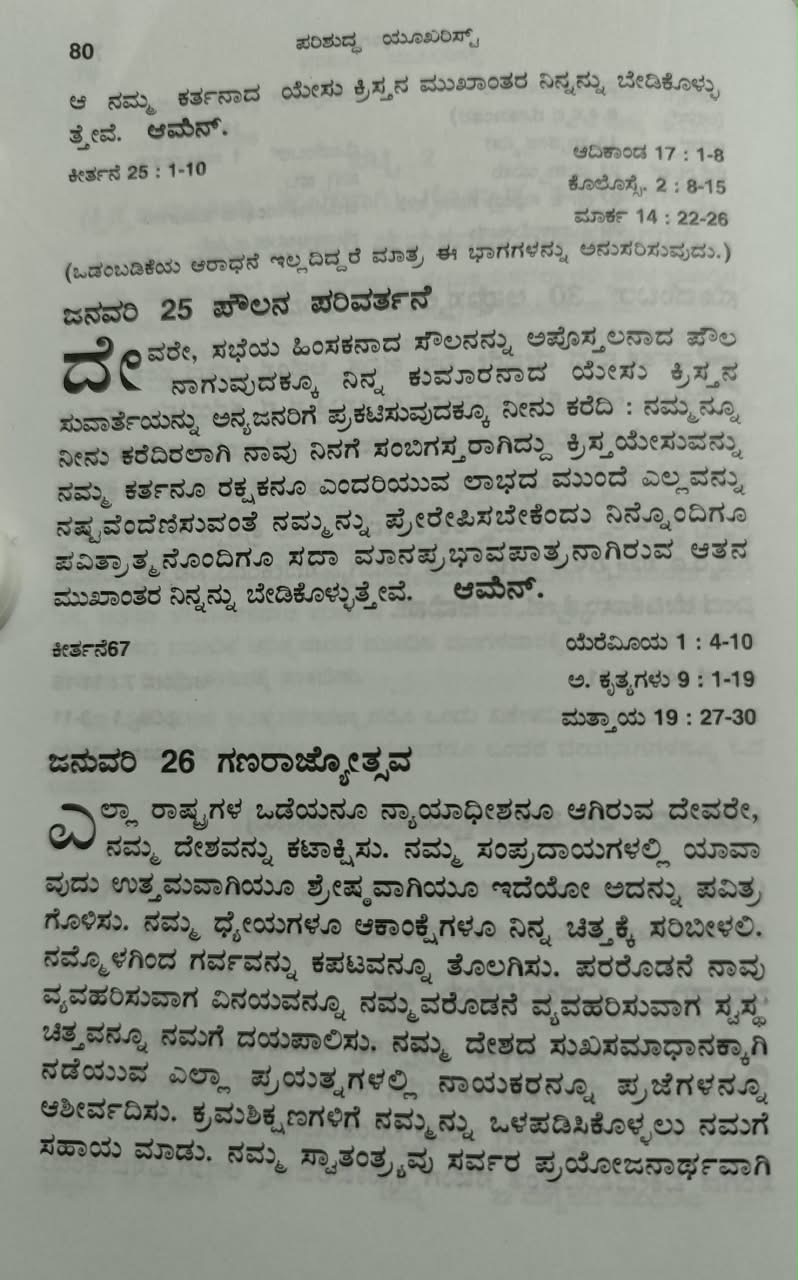 80
ಪರಿಶುದ್ಧ ಯೂಖರಿಸ್ಟ್
ಆ ನಮ್ಮ ಕರ್ತನಾದ ಯೇಸು ಕ್ರಿಸ್ತನ ಮುಖಾಂತರ ನಿನ್ನನ್ನು ಬೇಡಿಕೊಳ್ಳು
ತ್ತೇವೆ. ಆಮೆನ್.
ಕೀರ್ತನೆ 25 : 1-10
ಆದಿಕಾಂಡ 17 : 1-8
ಕೊಲೊಸ್ಸೆ. 2 : 8-15
ಮಾರ್ಕ 14 : 22-26
(ಒಡಂಬಡಿಕೆಯ ಆರಾಧನೆ ಇಲ್ಲದಿದ್ದರೆ ಮಾತ್ರ ಈ ಭಾಗಗಳನ್ನು ಅನುಸರಿಸುವುದು.)
ಜನವರಿ 25 ಪೌಲನ ಪರಿವರ್ತನೆ
ದೇವರೇ, ಸಭೆಯ ಹಿಂಸಕನಾದ ಸೌಲನನ್ನು ಅಪೊಸ್ತಲನಾದ ಪೌಲ
ನಾಗುವುದಕ್ಕೂ ನಿನ್ನ ಕುಮಾರನಾದ ಯೇಸು ಕ್ರಿಸ್ತನ
ಸುವಾರ್ತೆಯನ್ನು ಅನ್ಯಜನರಿಗೆ ಪ್ರಕಟಿಸುವುದಕ್ಕೂ ನೀನು ಕರೆದಿ : ನಮ್ಮನ್ನೂ
ನೀನು ಕರೆದಿರಲಾಗಿ ನಾವು ನಿನಗೆ ಸಂಬಿಗಸ್ತರಾಗಿದ್ದು ಕ್ರಿಸ್ತಯೇಸುವನ್ನು
ನಮ್ಮ ಕರ್ತನೂ ರಕ್ಷಕನೂ ಎಂದರಿಯುವ ಲಾಭದ ಮುಂದೆ ಎಲ್ಲವನ್ನು
ನಷ್ಟವೆಂದೆಣಿಸುವಂತೆ ನಮ್ಮನ್ನು ಪ್ರೇರೇಪಿಸಬೇಕೆಂದು ನಿನ್ನೊಂದಿಗೂ
ಪವಿತ್ರಾತ್ಮನೊಂದಿಗೂ ಸದಾ ಮಾನಪ್ರಭಾವಪಾತ್ರನಾಗಿರುವ ಆತನ
ಮುಖಾಂತರ ನಿನ್ನನ್ನು ಬೇಡಿಕೊಳ್ಳುತ್ತೇವೆ. ಆಮೆನ್.
ಕೀರ್ತನೆ67
ಯೆರೆಮಿಾಯ 1 : 4-10
ಅ. ಕೃತ್ಯಗಳು 9 : 1-19
ಮತ್ತಾಯ 19 : 27-30
ಜನುವರಿ 26 ಗಣರಾಜ್ಯೋತ್ಸವ
ಎಲ್ಲಾ ರಾಷ್ಟ್ರಗಳ ಒಡೆಯನೂ ನ್ಯಾಯಾಧೀಶನೂ ಆಗಿರುವ ದೇವರೇ,
ನಮ್ಮ ದೇಶವನ್ನು ಕಟಾಕ್ಷಿಸು. ನಮ್ಮ ಸಂಪ್ರದಾಯಗಳಲ್ಲಿ ಯಾವಾ
ವುದು ಉತ್ತಮವಾಗಿಯೂ ಶ್ರೇಷ್ಠವಾಗಿಯೂ ಇದೆಯೋ ಅದನ್ನು ಪವಿತ್ರ
ಗೊಳಿಸು. ನಮ್ಮ ಧ್ಯೇಯಗಳೂ ಆಕಾಂಕ್ಷೆಗಳೂ ನಿನ್ನ ಚಿತ್ತಕ್ಕೆ ಸರಿಬೀಳಲಿ.
ನಮ್ಮೊಳಗಿಂದ ಗರ್ವವನ್ನು ಕಪಟವನ್ನೂ ತೊಲಗಿಸು. ಪರರೊಡನೆ ನಾವು
ವ್ಯವಹರಿಸುವಾಗ ವಿನಯವನ್ನೂ ನಮ್ಮವರೊಡನೆ ವ್ಯವಹರಿಸುವಾಗ ಸ್ವಸ್ಥ
ಚಿತ್ತವನ್ನೂ ನಮಗೆ ದಯಪಾಲಿಸು. ನಮ್ಮ ದೇಶದ ಸುಖಸಮಾಧಾನಕ್ಕಾಗಿ
ನಡೆಯುವ ಎಲ್ಲಾ ಪ್ರಯತ್ನಗಳಲ್ಲಿ ನಾಯಕರನ್ನೂ ಪ್ರಜೆಗಳನ್ನೂ
ಆಶೀರ್ವದಿಸು. ಕ್ರಮಶಿಕ್ಷಣಗಳಿಗೆ ನಮ್ಮನ್ನು ಒಳಪಡಿಸಿಕೊಳ್ಳಲು ನಮಗೆ
ಸಹಾಯ ಮಾಡು. ನಮ್ಮ ಸ್ವಾತಂತ್ರ್ಯವು ಸರ್ವರ ಪ್ರಯೋಜನಾರ್ಥವಾಗಿ